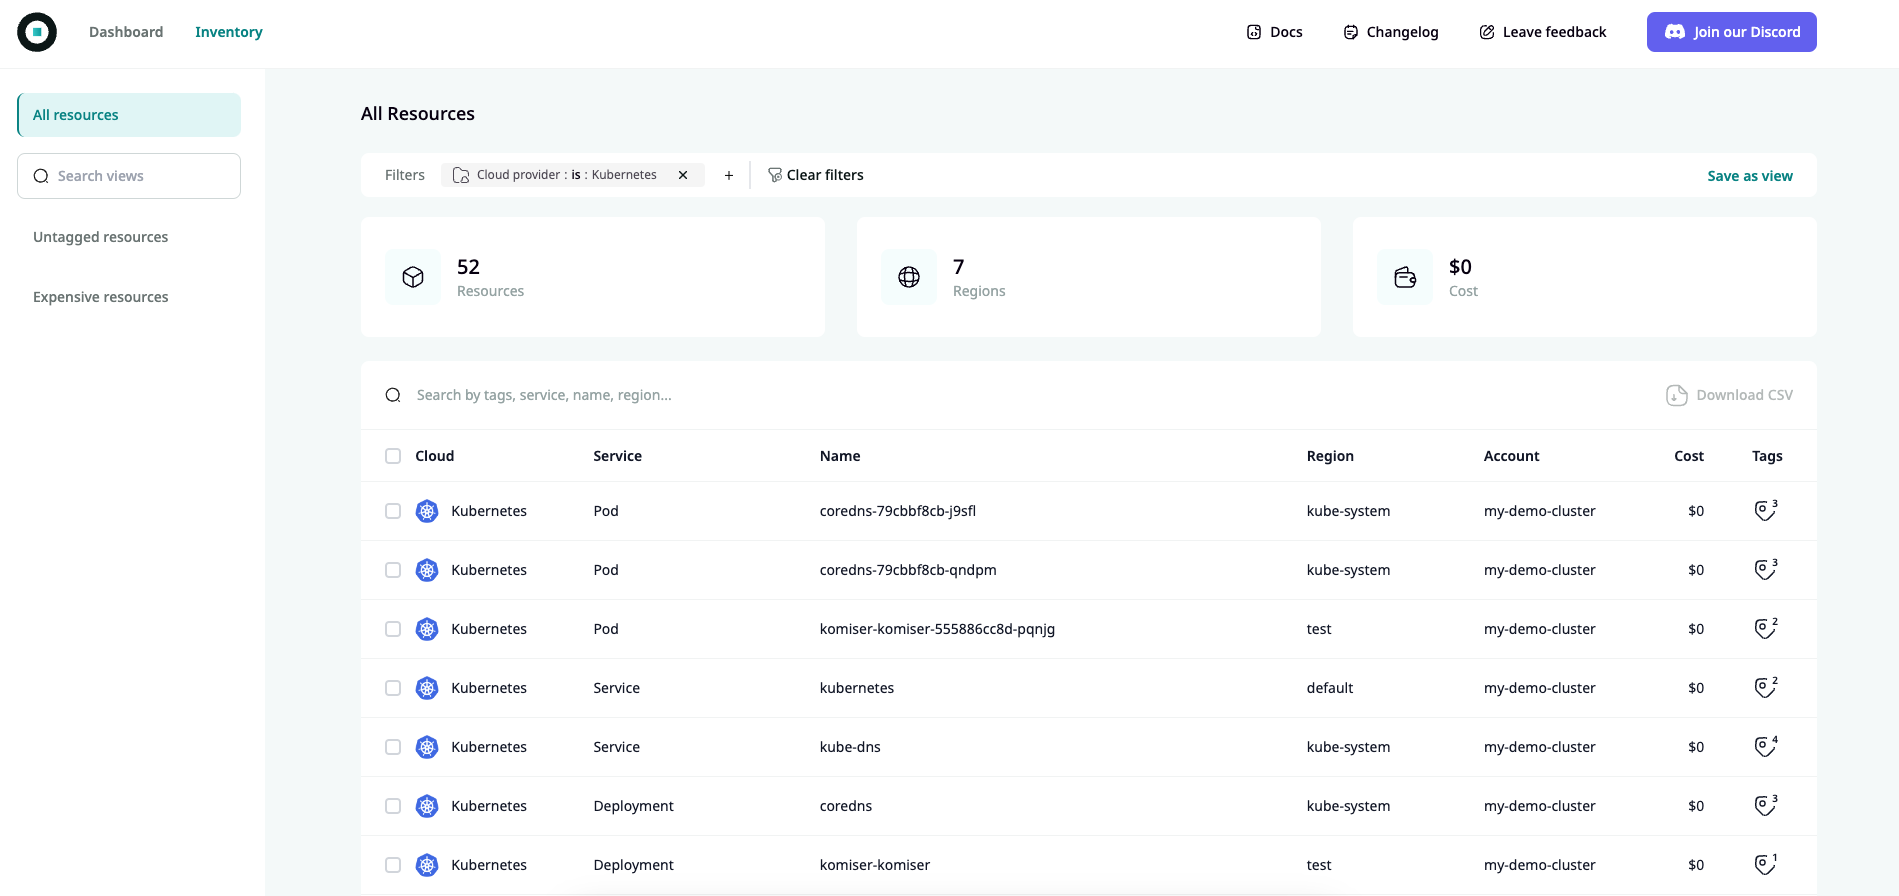 Dashboard Inventory Docs Changelog Leave feedback Join our Discord
All resources
Search views
Untagged resources
Expensive resources
All Resources
Filters Cloud provider : is : Kubernetes + Clear filters Save as view
52
Resources
7
Regions
$0
Cost
Search by tags, service, name, region... Download CSV
Cloud Service Name Region Account Cost Tags
Kubernetes Pod coredns-79cbbf8cb-j9sfl kube-system my-demo-cluster $0 3
Kubernetes Pod coredns-79cbbf8cb-qndpm kube-system my-demo-cluster $0 3
Kubernetes Pod komiser-komiser-555886cc8d-pqnjg test my-demo-cluster $0 2
Kubernetes Service kubernetes default my-demo-cluster $0 2
Kubernetes Service kube-dns kube-system my-demo-cluster $0 4
Kubernetes Deployment coredns kube-system my-demo-cluster $0 3
Kubernetes Deployment komiser-komiser test my-demo-cluster $0 1